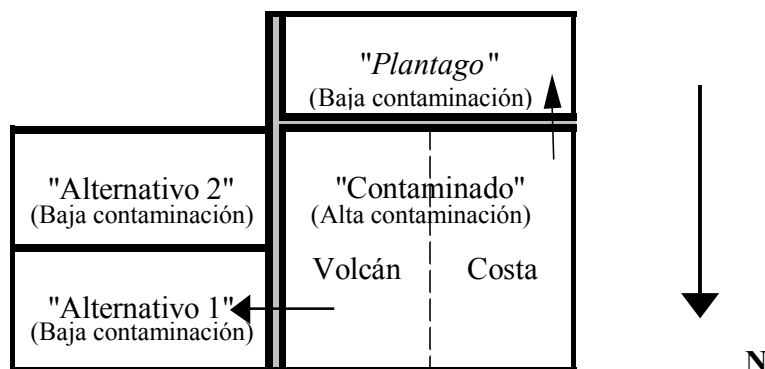 "Plantago"
(Baja contaminación)
"Alternativo 2"
(Baja contaminación)
"Contaminado"
(Alta contaminación)
Volcán
Costa
"Alternativo 1"
(Baja contaminación)
N